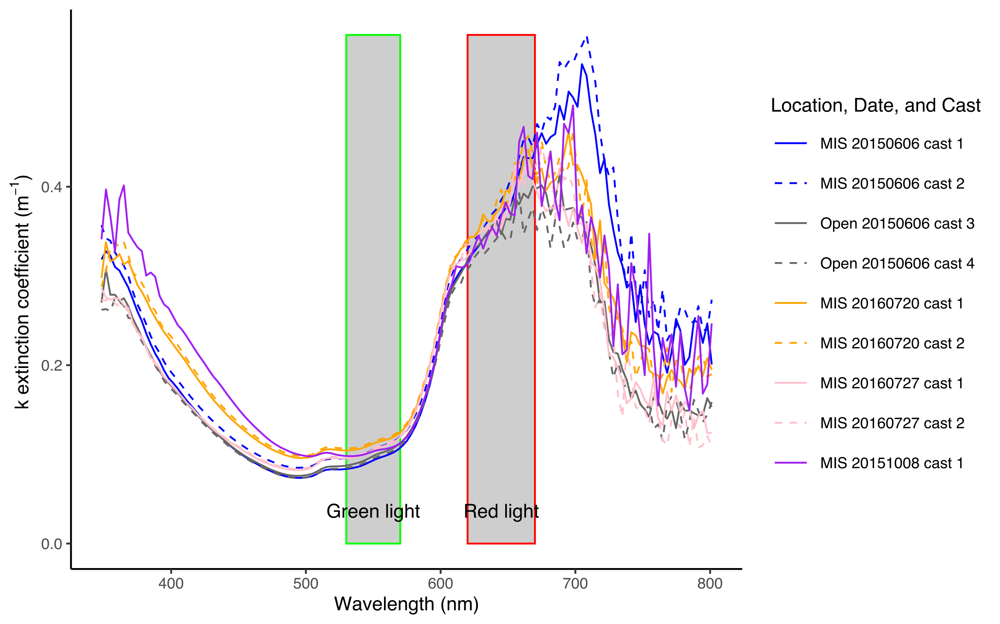 k extinction coefficient (m⁻¹)
0.4
0.2
0.0
Green light
Red light
400
500
600
700
800
Wavelength (nm)
Location, Date, and Cast
MIS 20150606 cast 1
MIS 20150606 cast 2
Open 20150606 cast 3
Open 20150606 cast 4
MIS 20160720 cast 1
MIS 20160720 cast 2
MIS 20160727 cast 1
MIS 20160727 cast 2
MIS 20151008 cast 1